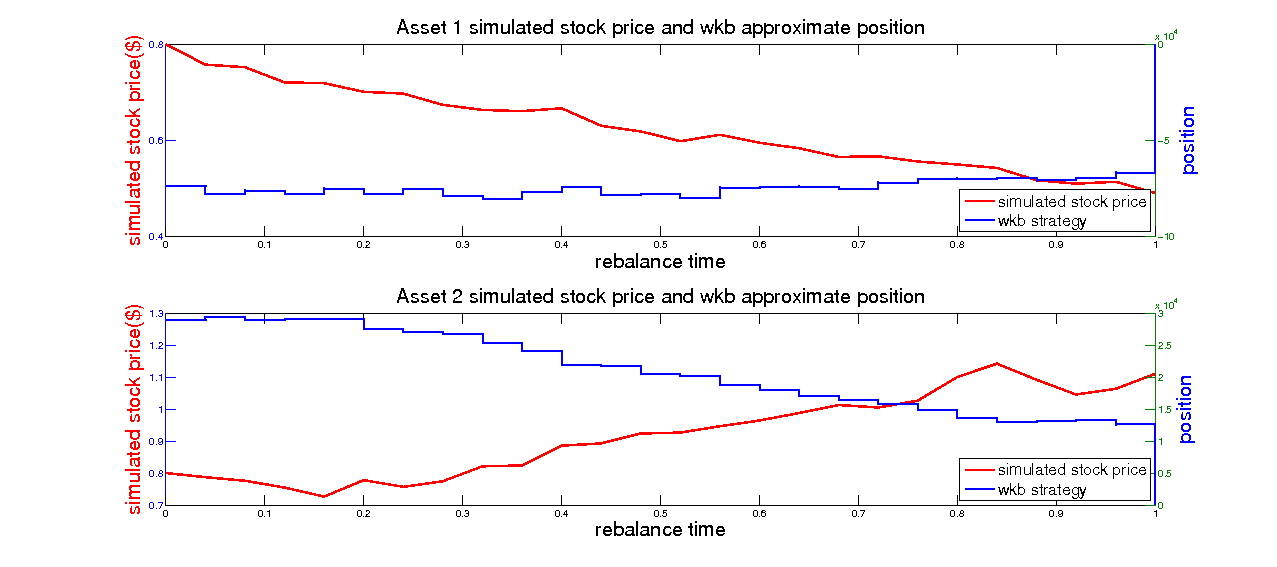 Asset 1 simulated stock price and wkb approximate position
x 10^4
0.8
0
simulated stock price($)
0.6
-5
position
simulated stock price
wkb strategy
0.4
-10
0 0.1 0.2 0.3 0.4 0.5 0.6 0.7 0.8 0.9 1
rebalance time
Asset 2 simulated stock price and wkb approximate position
x 10^4
1.3
3
1.2
2.5
1.1
2
simulated stock price($)
1
1.5
position
0.9
1
0.8
0.5
simulated stock price
wkb strategy
0.7
0
0 0.1 0.2 0.3 0.4 0.5 0.6 0.7 0.8 0.9 1
rebalance time